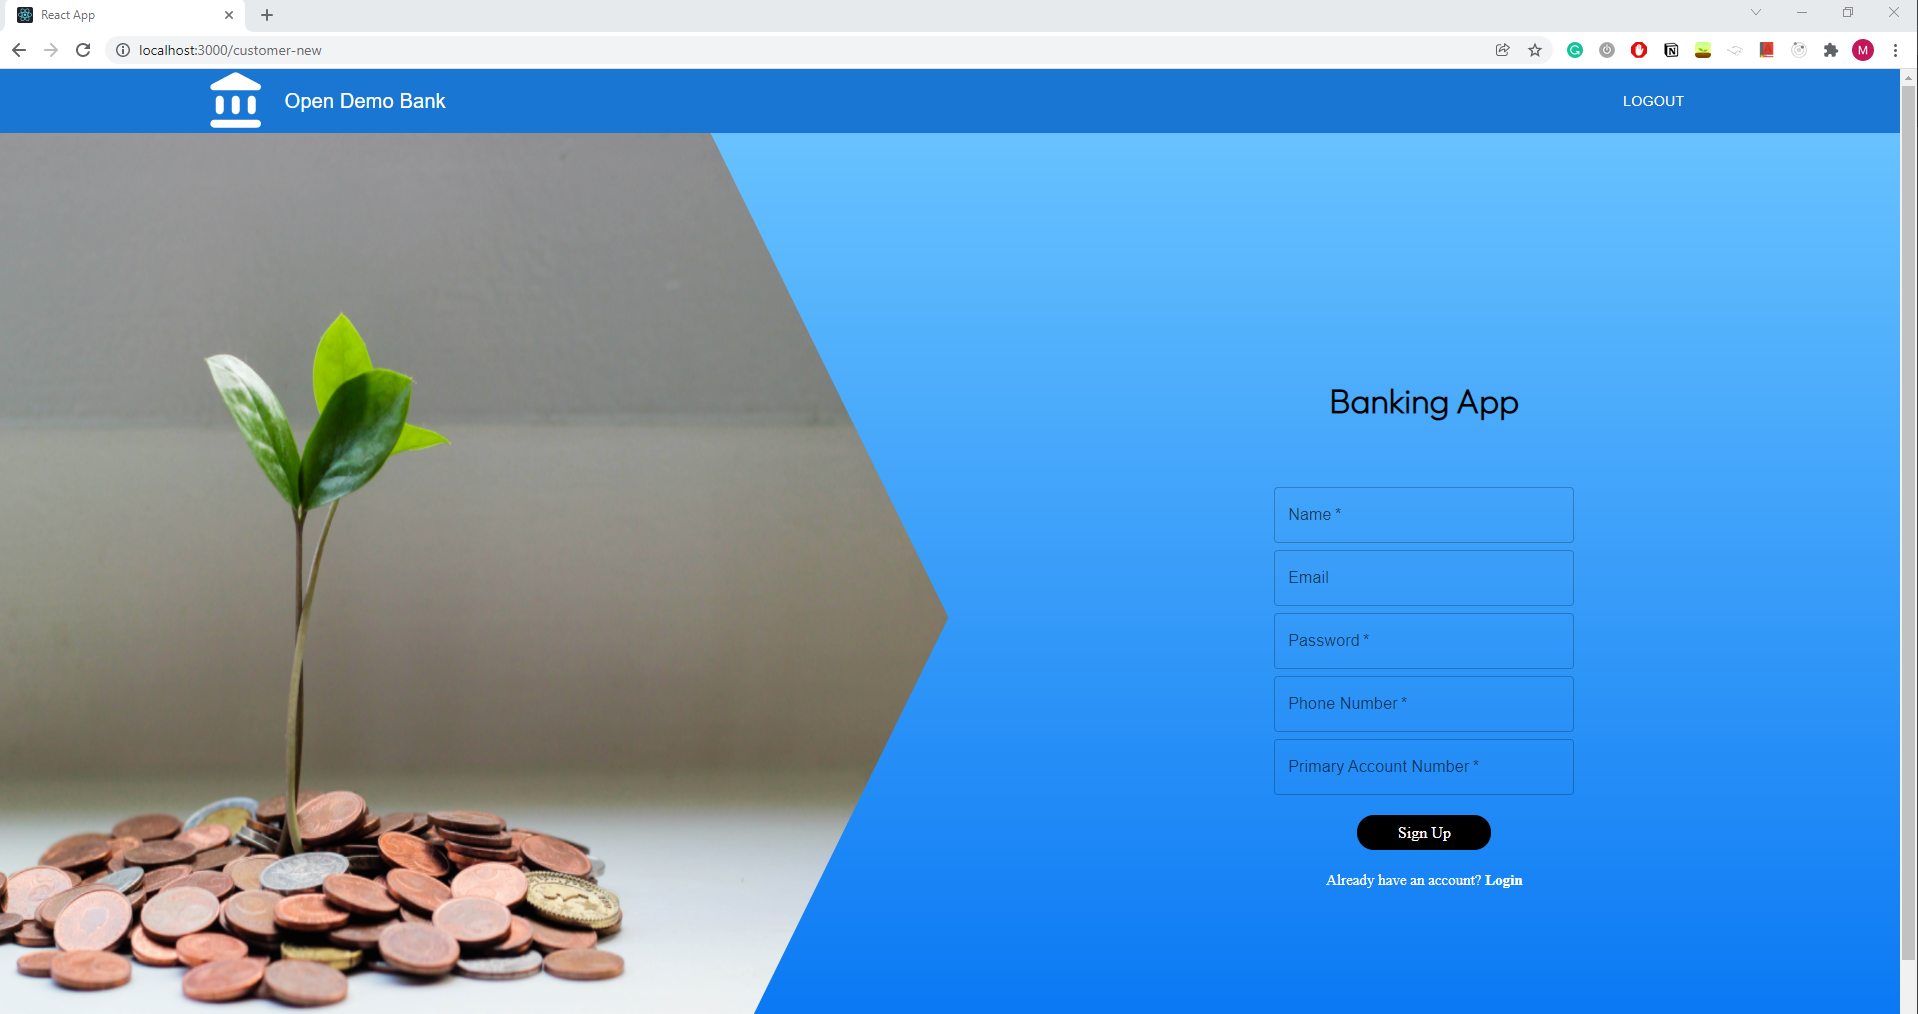 React App
localhost:3000/customer-new
M
Open Demo Bank
LOGOUT
Banking App
Name *
Email
Password *
Phone Number *
Primary Account Number *
Sign Up
Already have an account? Login